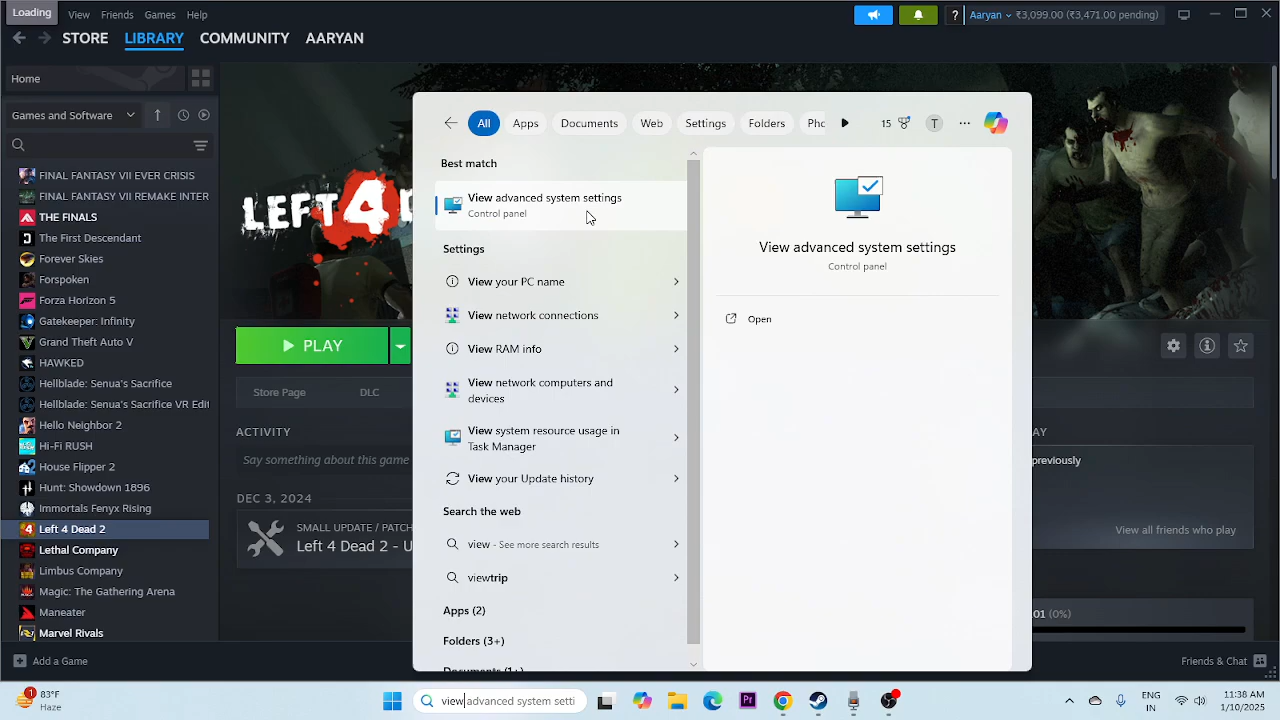 Loading
View
Friends
Games
Help
?
Aaryan
₹3,099.00 (₹3,471.00 pending)
STORE
LIBRARY
COMMUNITY
AARYAN
Home
Games and Software
FINAL FANTASY VII EVER CRISIS
FINAL FANTASY VII REMAKE INTER
THE FINALS
The First Descendant
Forever Skies
Forspoken
Forza Horizon 5
Gatekeeper: Infinity
Grand Theft Auto V
HAWKED
Hellblade: Senua's Sacrifice
Hellblade: Senua's Sacrifice VR Edit
Hello Neighbor 2
Hi-Fi RUSH
House Flipper 2
Hunt: Showdown 1896
Immortals Fenyx Rising
Left 4 Dead 2
Lethal Company
Limbus Company
Magic: The Gathering Arena
Maneater
Marvel Rivals
Add a Game
LEFT 4 D
PLAY
Store Page
DLC
ACTIVITY
Say something about this game
DEC 3, 2024
SMALL UPDATE / PATCH
Left 4 Dead 2 - U
All
Apps
Documents
Web
Settings
Folders
Pho
15
T
Best match
View advanced system settings
Control panel
Settings
View your PC name
View network connections
View RAM info
View network computers and
devices
View system resource usage in
Task Manager
View your Update history
Search the web
view - See more search results
viewtrip
Apps (2)
Folders (3+)
Documents (1+)
View advanced system settings
Control panel
Open
AY
previously
View all friends who play
01 (0%)
Friends & Chat
1
83°F
Haze
view advanced system setti
Pr
ENG
IN
11:38 AM
1/10/2025